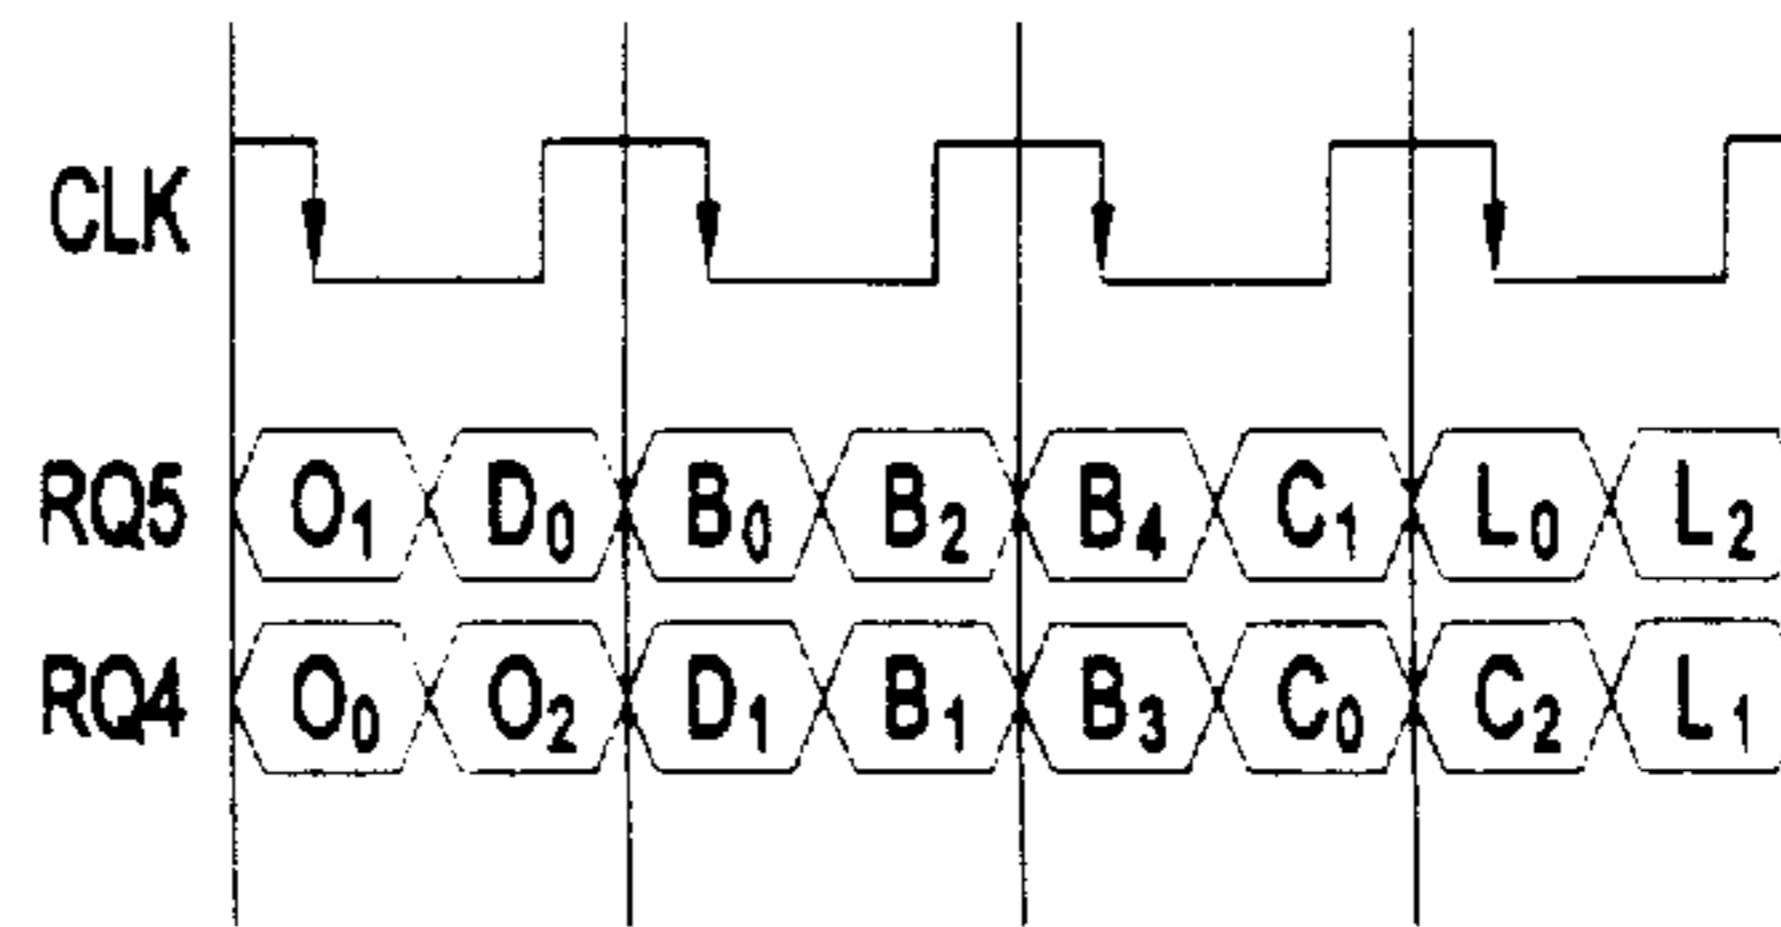 CLK
RQ5 O₁ D₀ B₀ B₂ B₄ C₁ L₀ L₂
RQ4 O₀ O₂ D₁ B₁ B₃ C₀ C₂ L₁